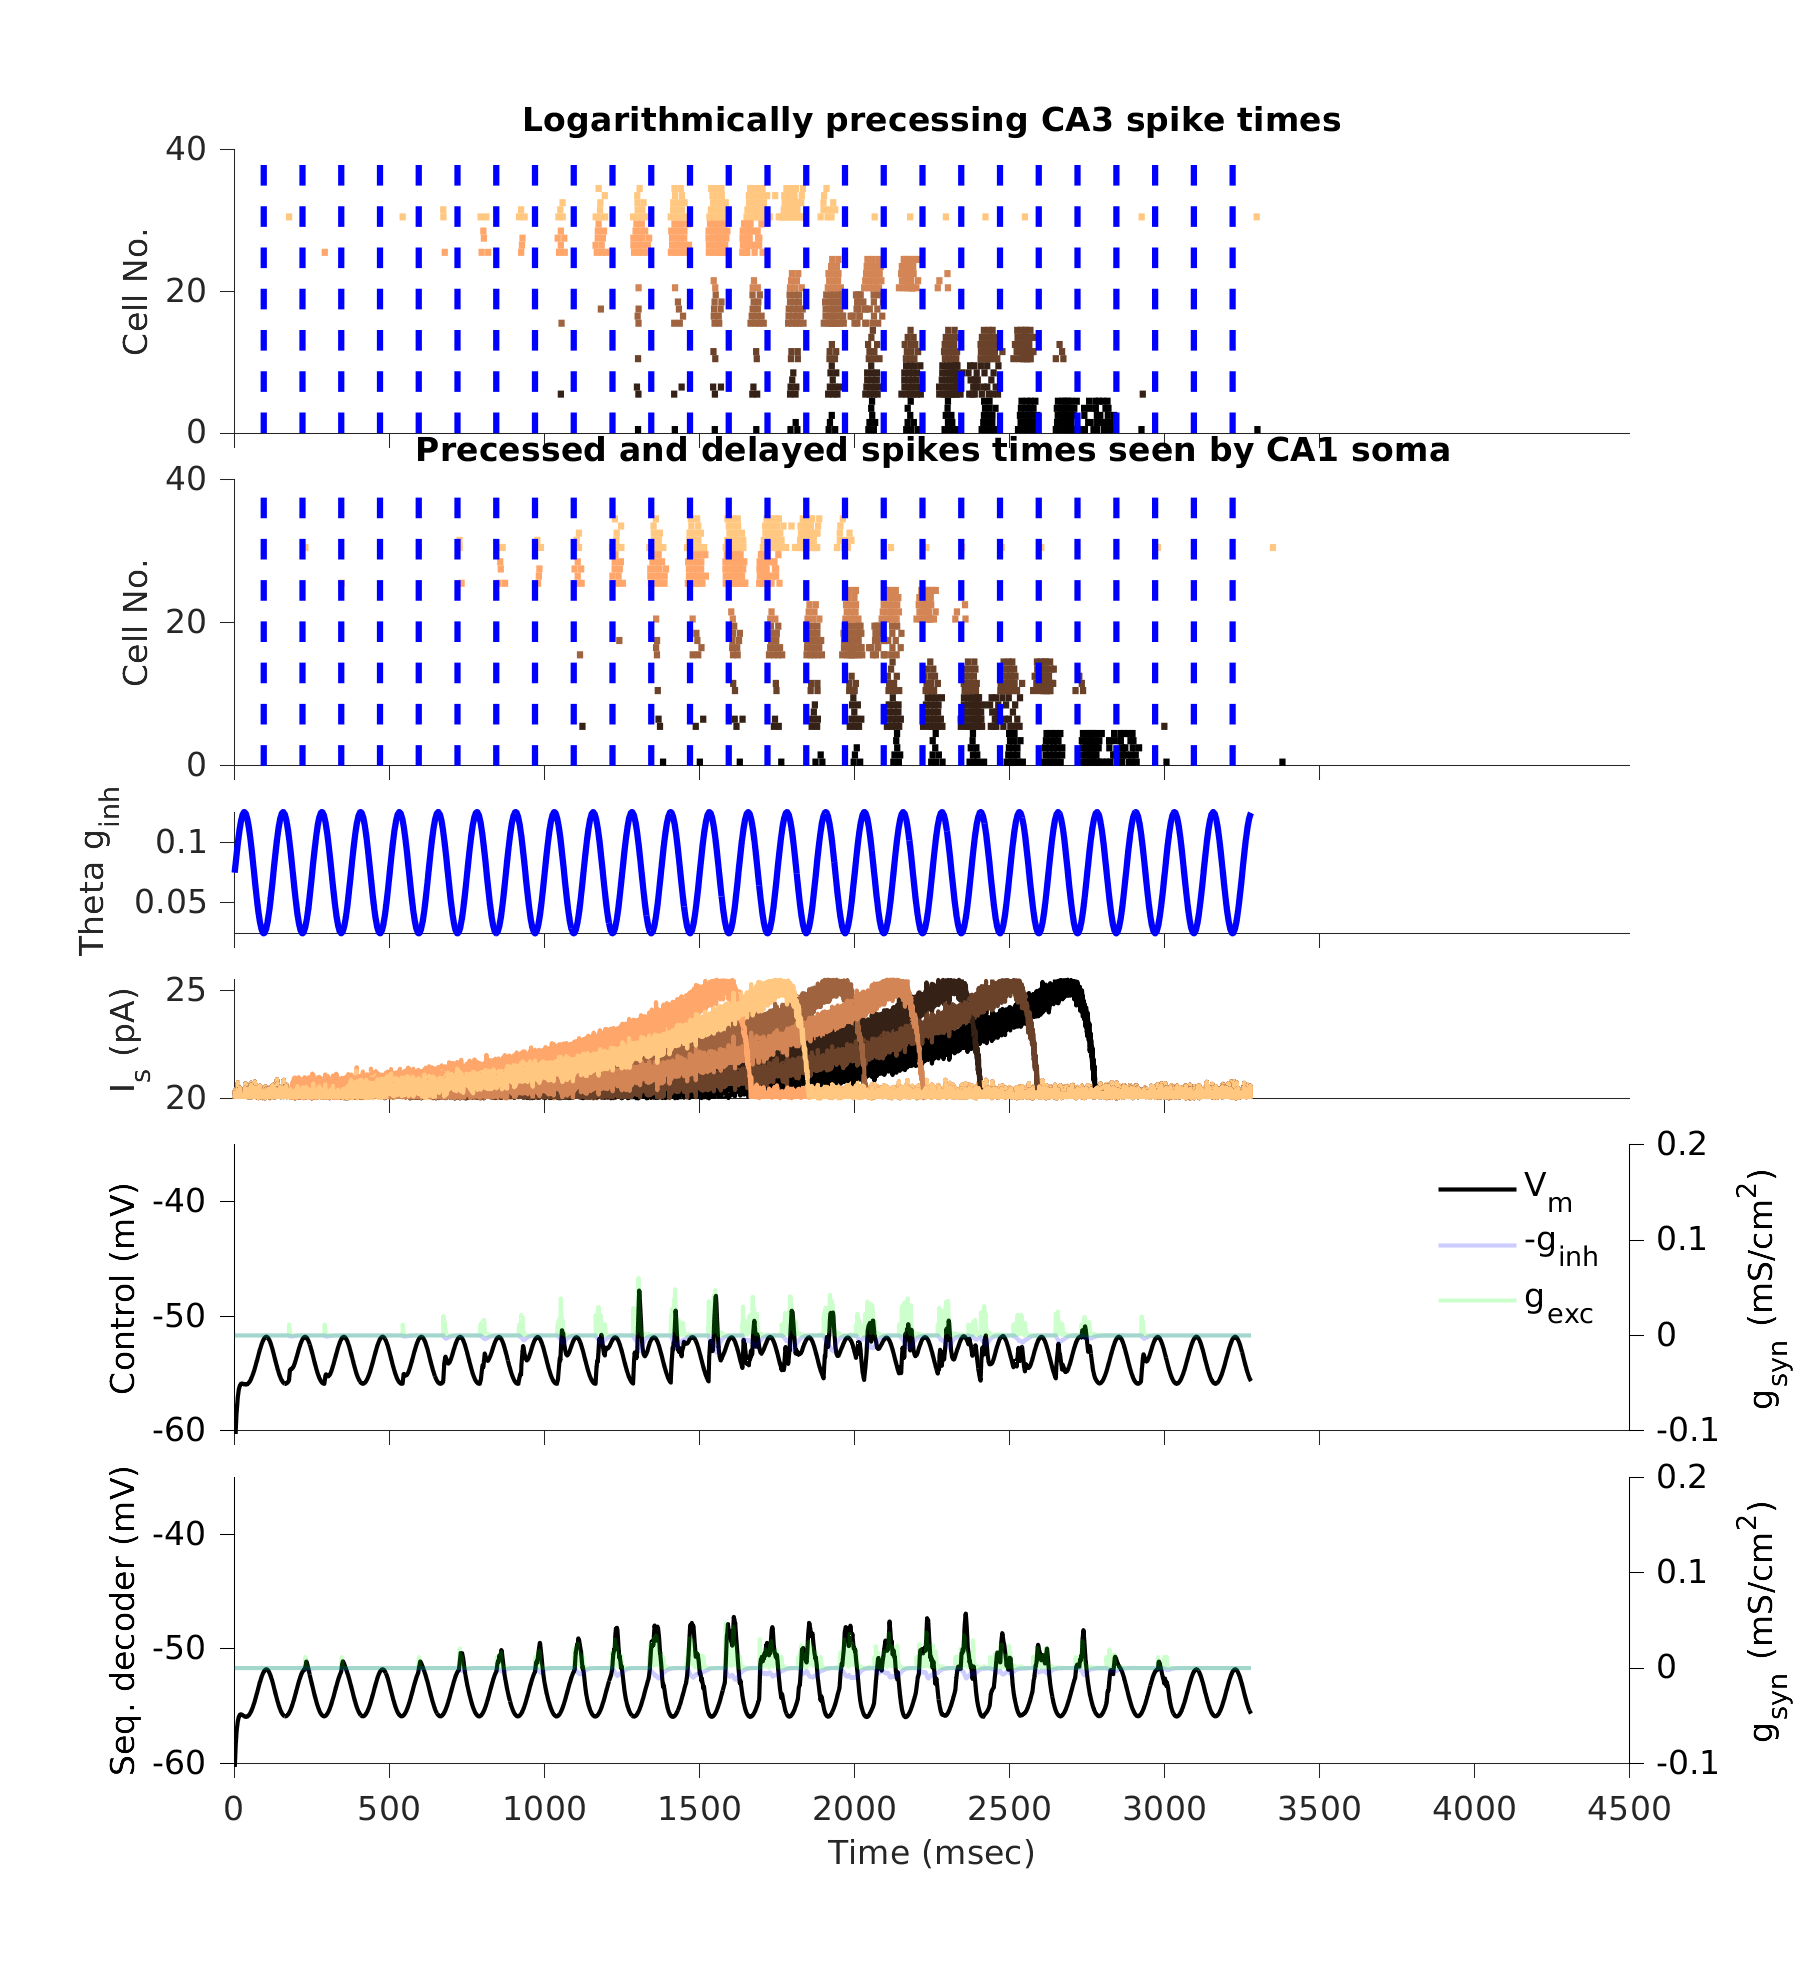 Logarithmically precessing CA3 spike times
40
20
0
Cell No.
Precessed and delayed spikes times seen by CA1 soma
40
20
0
Cell No.
0.1
0.05
Theta g_inh
25
20
I_s (pA)
-40
-50
-60
Control (mV)
V_m
-g_inh
g_exc
0.2
0.1
0
-0.1
g_syn (mS/cm^2)
-40
-50
-60
Seq. decoder (mV)
0.2
0.1
0
-0.1
g_syn (mS/cm^2)
0 500 1000 1500 2000 2500 3000 3500 4000 4500
Time (msec)